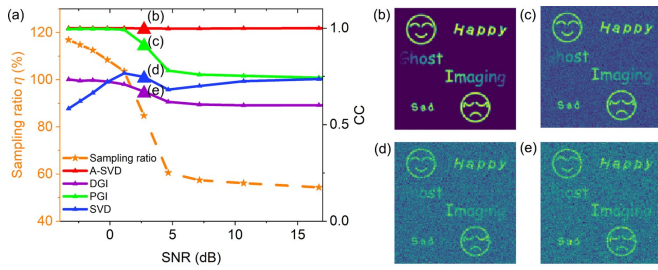 (a)
120
100
80
60
40
Sampling ratio η (%)
0 5 10 15
SNR (dB)
1.0
0.5
0.0
CC
(b)
(c)
(d)
(e)
Sampling ratio
A-SVD
DGI
PGI
SVD
(b)
Happy
Ghost
Imaging
Sad
(c)
Happy
Ghost
Imaging
Sad
(d)
Happy
Ghost
Imaging
Sad
(e)
Happy
Ghost
Imaging
Sad